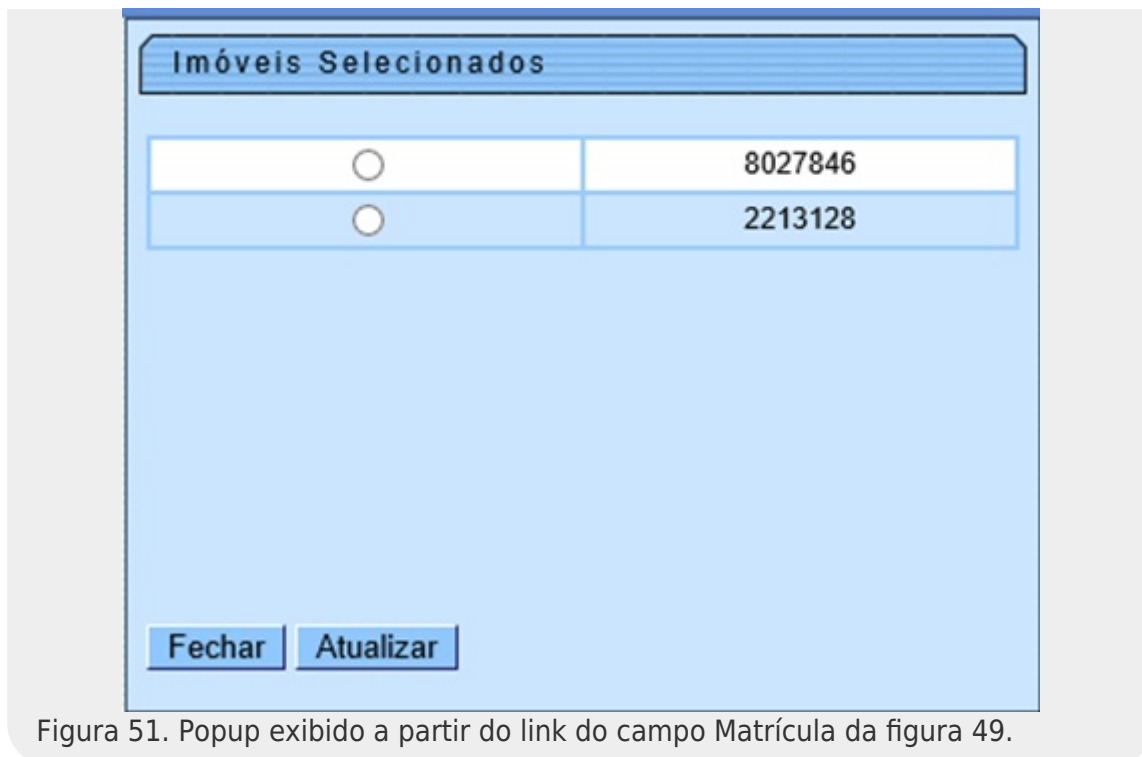 Imóveis Selecionados
8027846
2213128
Fechar Atualizar
Figura 51. Popup exibido a partir do link do campo Matrícula da figura 49.